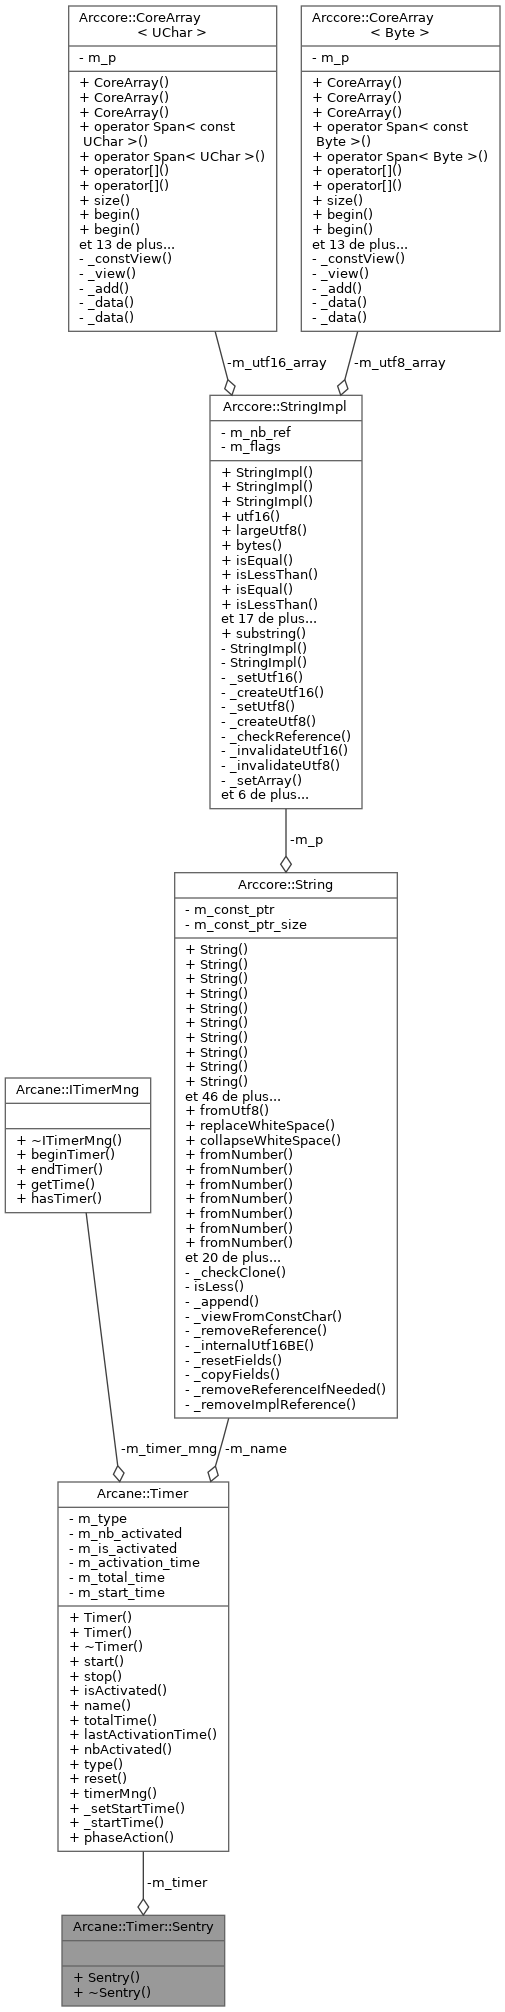 Arccore::CoreArray
< UChar >
- m_p
+ CoreArray()
+ CoreArray()
+ CoreArray()
+ operator Span< const
UChar >()
+ operator Span< UChar >()
+ operator[]()
+ operator[]()
+ size()
+ begin()
+ begin()
et 13 de plus...
- _constView()
- _view()
- _add()
- _data()
- _data()
Arccore::CoreArray
< Byte >
- m_p
+ CoreArray()
+ CoreArray()
+ CoreArray()
+ operator Span< const
Byte >()
+ operator Span< Byte >()
+ operator[]()
+ operator[]()
+ size()
+ begin()
+ begin()
et 13 de plus...
- _constView()
- _view()
- _add()
- _data()
- _data()
-m_utf16_array
-m_utf8_array
Arccore::StringImpl
- m_nb_ref
- m_flags
+ StringImpl()
+ StringImpl()
+ StringImpl()
+ utf16()
+ largeUtf8()
+ bytes()
+ isEqual()
+ isLessThan()
+ isEqual()
+ isLessThan()
et 17 de plus...
+ substring()
- StringImpl()
- StringImpl()
- _setUtf16()
- _createUtf16()
- _setUtf8()
- _createUtf8()
- _checkReference()
- _invalidateUtf16()
- _invalidateUtf8()
- _setArray()
et 6 de plus...
-m_p
Arccore::String
- m_const_ptr
- m_const_ptr_size
+ String()
+ String()
+ String()
+ String()
+ String()
+ String()
+ String()
+ String()
+ String()
+ String()
et 46 de plus...
+ fromUtf8()
+ replaceWhiteSpace()
+ collapseWhiteSpace()
+ fromNumber()
+ fromNumber()
+ fromNumber()
+ fromNumber()
+ fromNumber()
+ fromNumber()
+ fromNumber()
et 20 de plus...
- _checkClone()
- isLess()
- _append()
- _viewFromConstChar()
- _removeReference()
- _internalUtf16BE()
- _resetFields()
- _copyFields()
- _removeReferenceIfNeeded()
- _removeImplReference()
Arcane::ITimerMng
+ ~ITimerMng()
+ beginTimer()
+ endTimer()
+ getTime()
+ hasTimer()
-m_timer_mng
-m_name
Arcane::Timer
- m_type
- m_nb_activated
- m_is_activated
- m_activation_time
- m_total_time
- m_start_time
+ Timer()
+ Timer()
+ ~Timer()
+ start()
+ stop()
+ isActivated()
+ name()
+ totalTime()
+ lastActivationTime()
+ nbActivated()
+ type()
+ reset()
+ timerMng()
+ _setStartTime()
+ _startTime()
+ phaseAction()
-m_timer
Arcane::Timer::Sentry
+ Sentry()
+ ~Sentry()